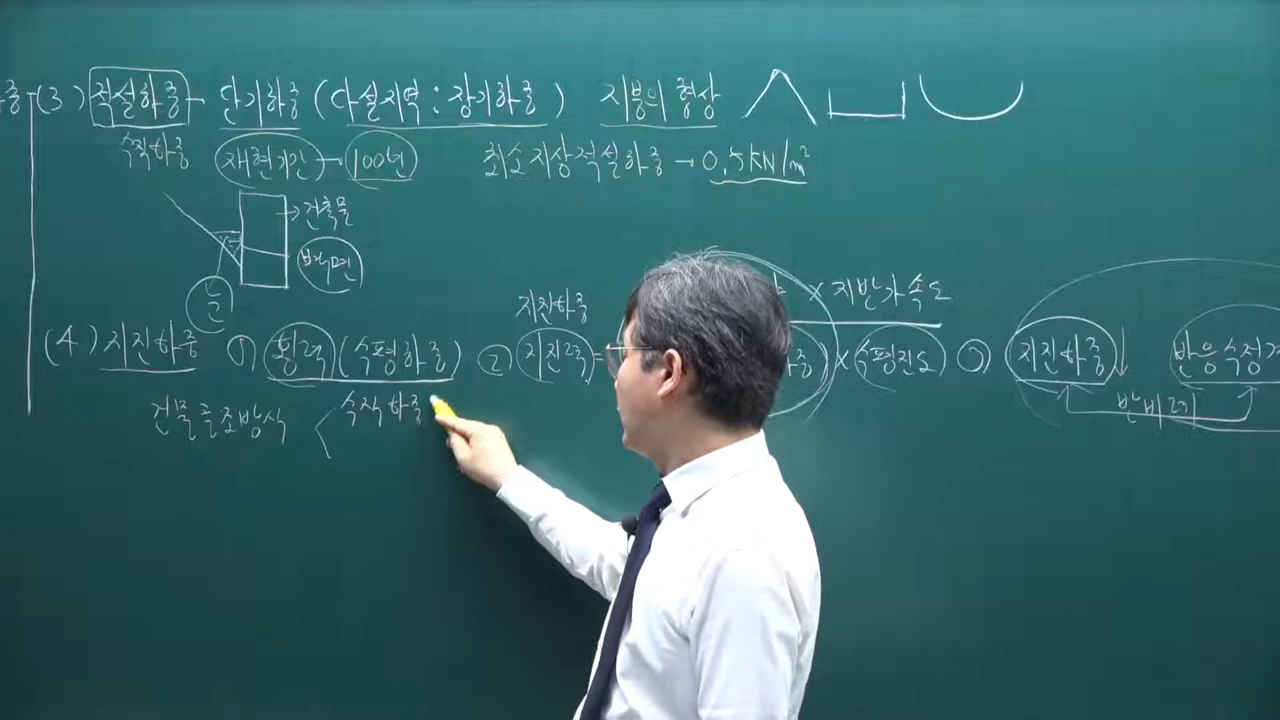 중 (3) 적설하중 - 단기하중 (다설지역 : 장기하중) 지붕의 형상
수직하중 재현기간 → 100년 최소지상적설하중 → 0.5kN/m²
→ 건축물
벽면
눈
지진하중 × 지반가속도
(4) 지진하중 ① 횡력 (수평하중) ② 지진력 = 하중 × 수평진도 ③ 지진하중 ↓ 반응수정계
반비례
건물골조방식 < 수직하중